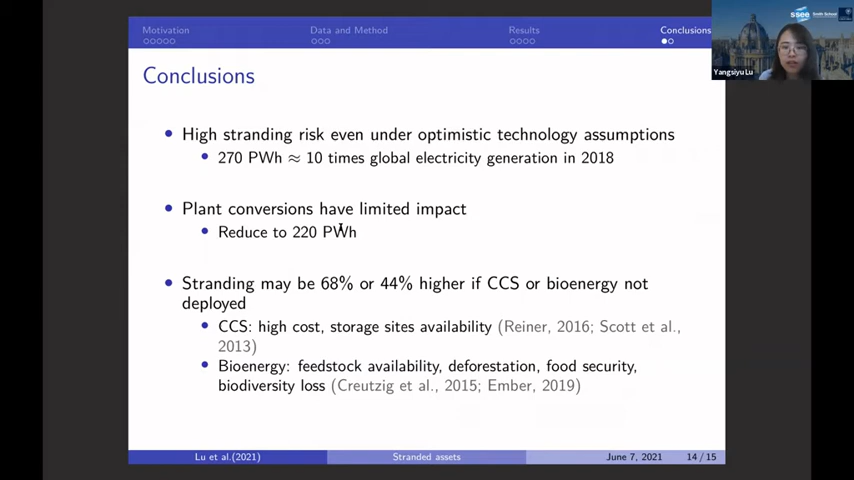 Motivation
Data and Method
Results
Conclusions
ssee Smith School
Yangsiyu Lu
Conclusions
High stranding risk even under optimistic technology assumptions
270 PWh ≈ 10 times global electricity generation in 2018
Plant conversions have limited impact
Reduce to 220 PWh
Stranding may be 68% or 44% higher if CCS or bioenergy not
deployed
CCS: high cost, storage sites availability (Reiner, 2016; Scott et al.,
2013)
Bioenergy: feedstock availability, deforestation, food security,
biodiversity loss (Creutzig et al., 2015; Ember, 2019)
Lu et al.(2021)
Stranded assets
June 7, 2021
14 / 15